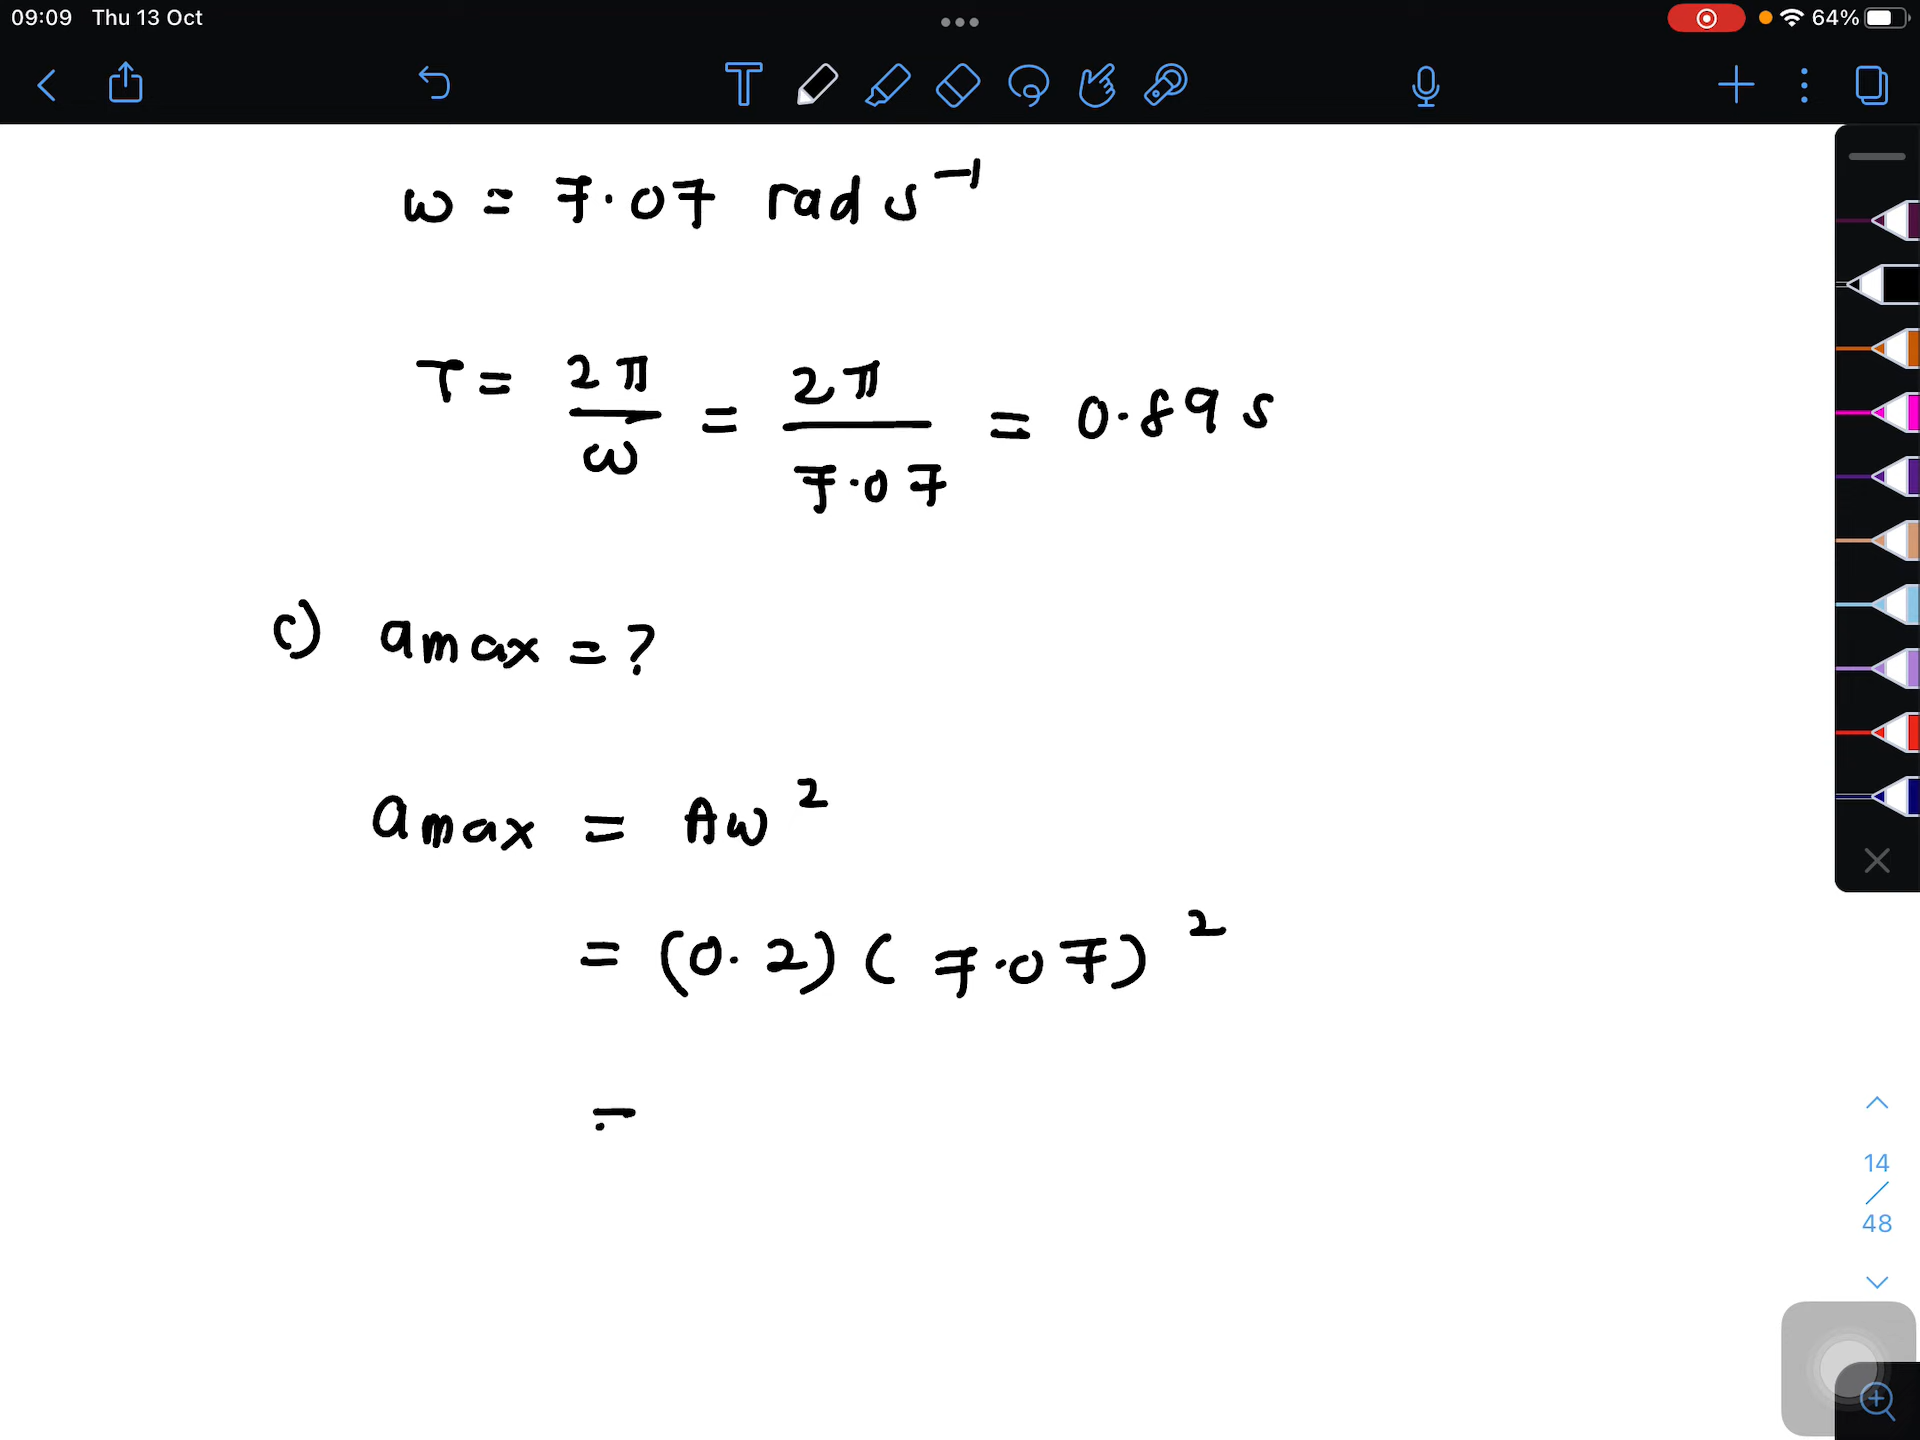 09:09 Thu 13 Oct 64%
T
ω = 7.07 rad s⁻¹
T = 2π/ω = 2π/7.07 = 0.89 s
c) amax = ?
amax = Aω²
= (0.2)(7.07)²
=
14
/
48